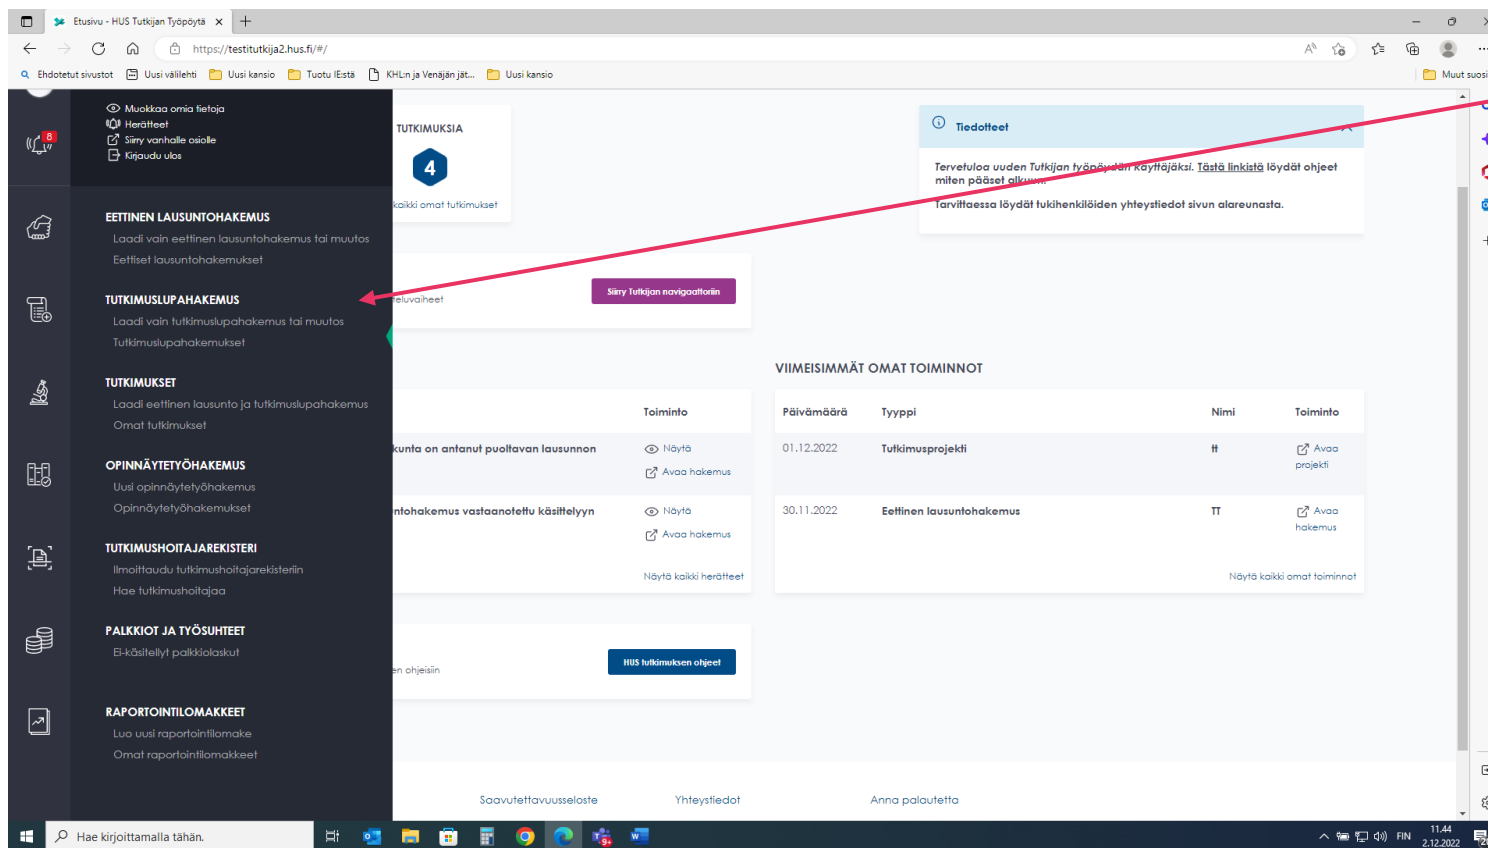 Etusivu - HUS Tutkijan Työpöytä
https://testitutkija2.hus.fi/#/
Ehdotetut sivustot
Uusi välilehti
Uusi kansio
Tuotu IE:stä
KHL:n ja Venäjän jät...
Uusi kansio
Muut suosi
8
Muokkaa omia tietoja
Herätteet
Siirry vanhalle osiolle
Kirjaudu ulos
EETTINEN LAUSUNTOHAKEMUS
Laadi vain eettinen lausuntohakemus tai muutos
Eettiset lausuntohakemukset
TUTKIMUSLUPAHAKEMUS
Laadi vain tutkimuslupahakemus tai muutos
Tutkimuslupahakemukset
TUTKIMUKSET
Laadi eettinen lausunto ja tutkimuslupahakemus
Omat tutkimukset
OPINNÄYTETYÖHAKEMUS
Uusi opinnäytetyöhakemus
Opinnäytetyöhakemukset
TUTKIMUSHOITAJAREKISTERI
Ilmoittaudu tutkimushoitajarekisteriin
Hae tutkimushoitajaa
PALKKIOT JA TYÖSUHTEET
Ei-käsitellyt palkkiolaskut
RAPORTOINTILOMAKKEET
Luo uusi raportointilomake
Omat raportointilomakkeet
TUTKIMUKSIA
4
kaikki omat tutkimukset
Tiedotteet
Tervetuloa uuden Tutkijan työpöydän käyttäjäksi. Tästä linkistä löydät ohjeet
miten pääset alkuun.
Tarvittaessa löydät tukihenkilöiden yhteystiedot sivun alareunasta.
teluvaiheet
Siirry Tutkijan navigaattoriin
Toiminto
kunta on antanut puoltavan lausunnon
Näytä
Avaa hakemus
ntohakemus vastaanotettu käsittelyyn
Näytä
Avaa hakemus
Näytä kaikki herätteet
VIIMEISIMMÄT OMAT TOIMINNOT
Päivämäärä Tyyppi Nimi Toiminto
01.12.2022 Tutkimusprojekti tt Avaa
projekti
30.11.2022 Eettinen lausuntohakemus TT Avaa
hakemus
Näytä kaikki omat toiminnot
en ohjeisiin
HUS tutkimuksen ohjeet
Saavutettavuusseloste
Yhteystiedot
Anna palautetta
Hae kirjoittamalla tähän.
9+
FIN
11.44
2.12.2022